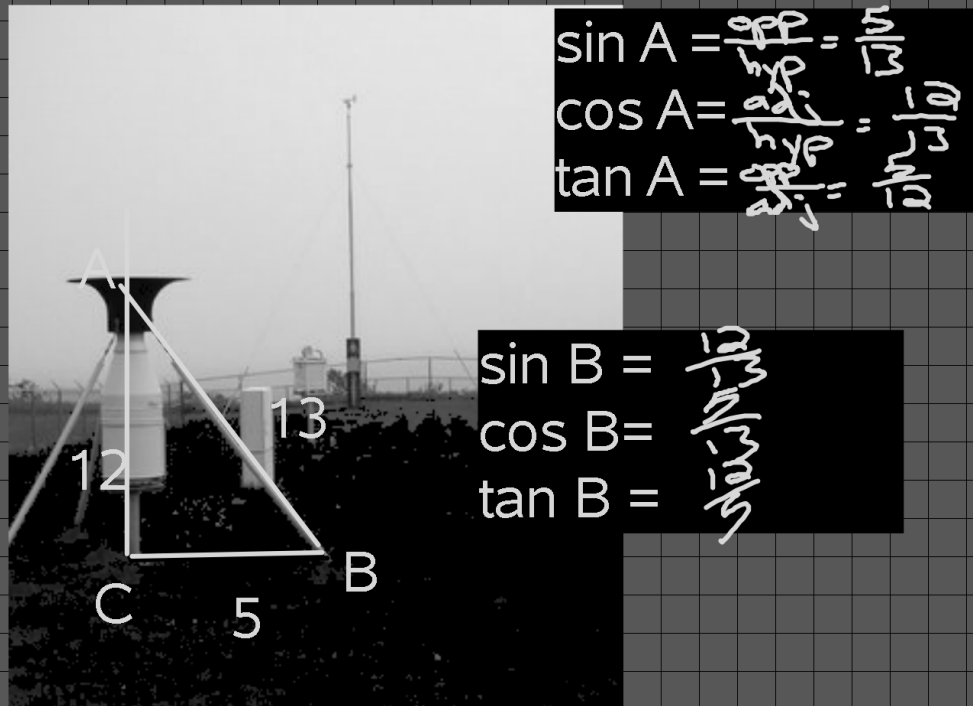 sin A = opp/hyp = 5/13
cos A= adj/hyp = 12/13
tan A = opp/adj = 5/12
A
sin B = 12/13
13
cos B= 5/13
12
tan B = 12/5
B
C
5